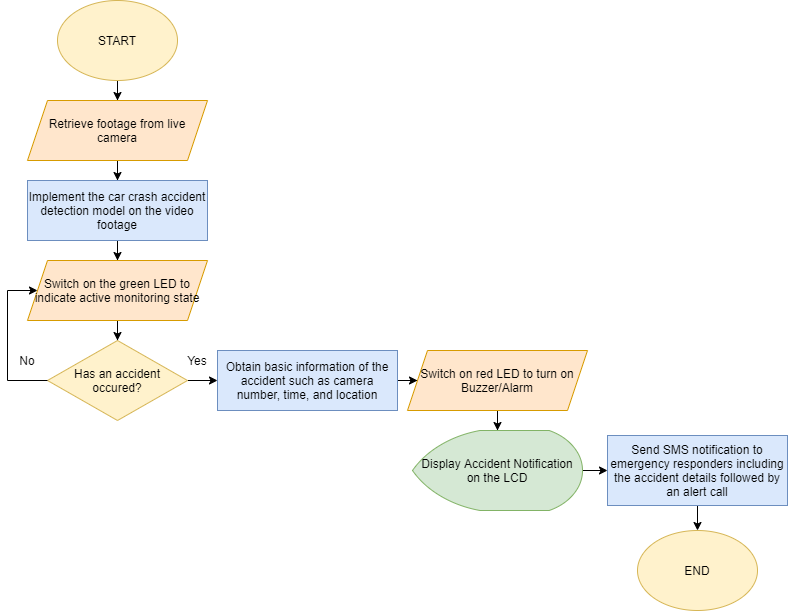 START
Retrieve footage from live
camera
Implement the car crash accident
detection model on the video
footage
Switch on the green LED to
indicate active monitoring state
No
Has an accident
occured?
Yes
Obtain basic information of the
accident such as camera
number, time, and location
Switch on red LED to turn on
Buzzer/Alarm
Display Accident Notification
on the LCD
Send SMS notification to
emergency responders including
the accident details followed by
an alert call
END